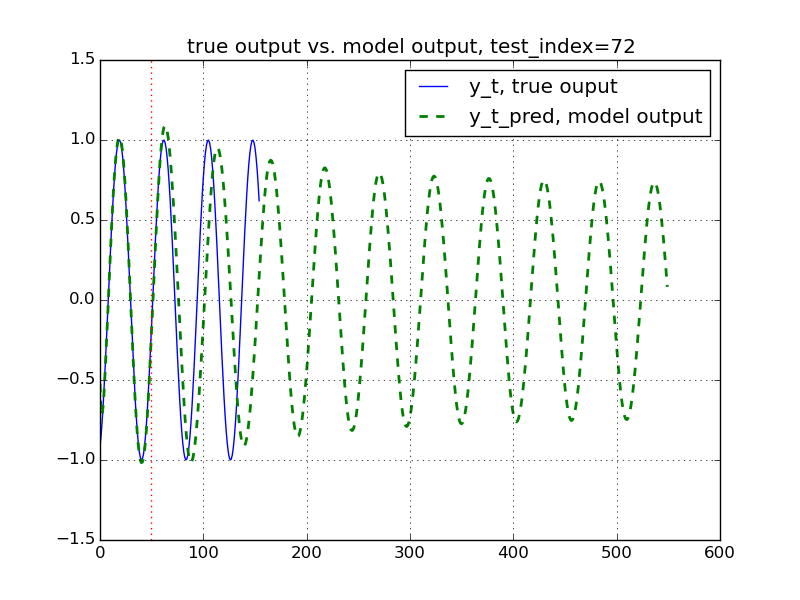 true output vs. model output, test_index=72
y_t, true ouput
y_t_pred, model output
1.5
1.0
0.5
0.0
−0.5
−1.0
−1.5
0 100 200 300 400 500 600